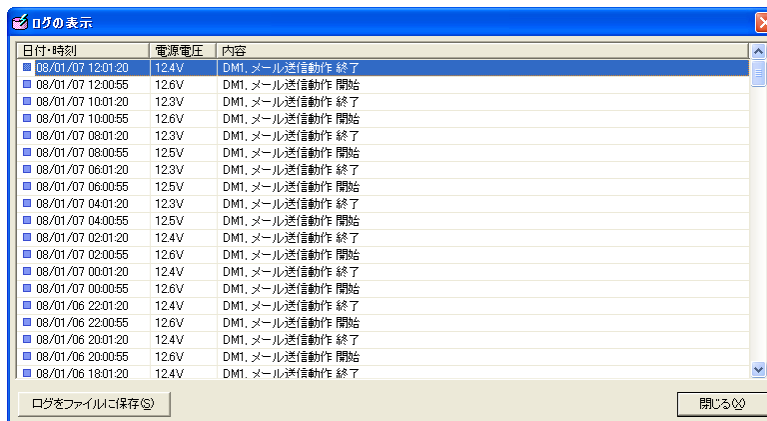 ログの表示
日付・時刻 電源電圧 内容
08/01/07 12:01:20 12.4V DM1, メール送信動作 終了
08/01/07 12:00:55 12.6V DM1, メール送信動作 開始
08/01/07 10:01:20 12.3V DM1, メール送信動作 終了
08/01/07 10:00:55 12.6V DM1, メール送信動作 開始
08/01/07 08:01:20 12.3V DM1, メール送信動作 終了
08/01/07 08:00:55 12.5V DM1, メール送信動作 開始
08/01/07 06:01:20 12.3V DM1, メール送信動作 終了
08/01/07 06:00:55 12.5V DM1, メール送信動作 開始
08/01/07 04:01:20 12.3V DM1, メール送信動作 終了
08/01/07 04:00:55 12.5V DM1, メール送信動作 開始
08/01/07 02:01:20 12.4V DM1, メール送信動作 終了
08/01/07 02:00:55 12.6V DM1, メール送信動作 開始
08/01/07 00:01:20 12.4V DM1, メール送信動作 終了
08/01/07 00:00:55 12.6V DM1, メール送信動作 開始
08/01/06 22:01:20 12.4V DM1, メール送信動作 終了
08/01/06 22:00:55 12.6V DM1, メール送信動作 開始
08/01/06 20:01:20 12.4V DM1, メール送信動作 終了
08/01/06 20:00:55 12.6V DM1, メール送信動作 開始
08/01/06 18:01:20 12.4V DM1, メール送信動作 終了
ログをファイルに保存(S) 閉じる(X)